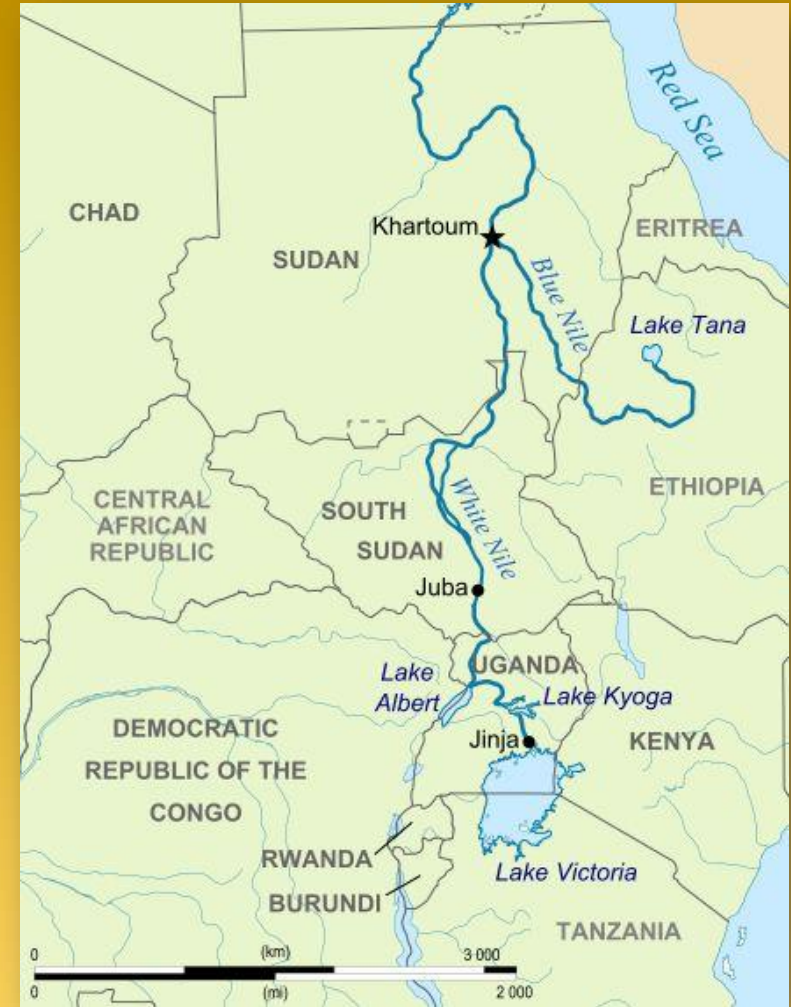 Red Sea
CHAD
Khartoum
ERITREA
SUDAN
Blue Nile
Lake Tana
CENTRAL
AFRICAN
REPUBLIC
SOUTH
SUDAN
White Nile
ETHIOPIA
Juba
UGANDA
Lake
Albert
Lake Kyoga
DEMOCRATIC
REPUBLIC OF THE
CONGO
Jinja
KENYA
RWANDA
BURUNDI
Lake Victoria
TANZANIA
0 (km) 3 000
0 (mi) 2 000